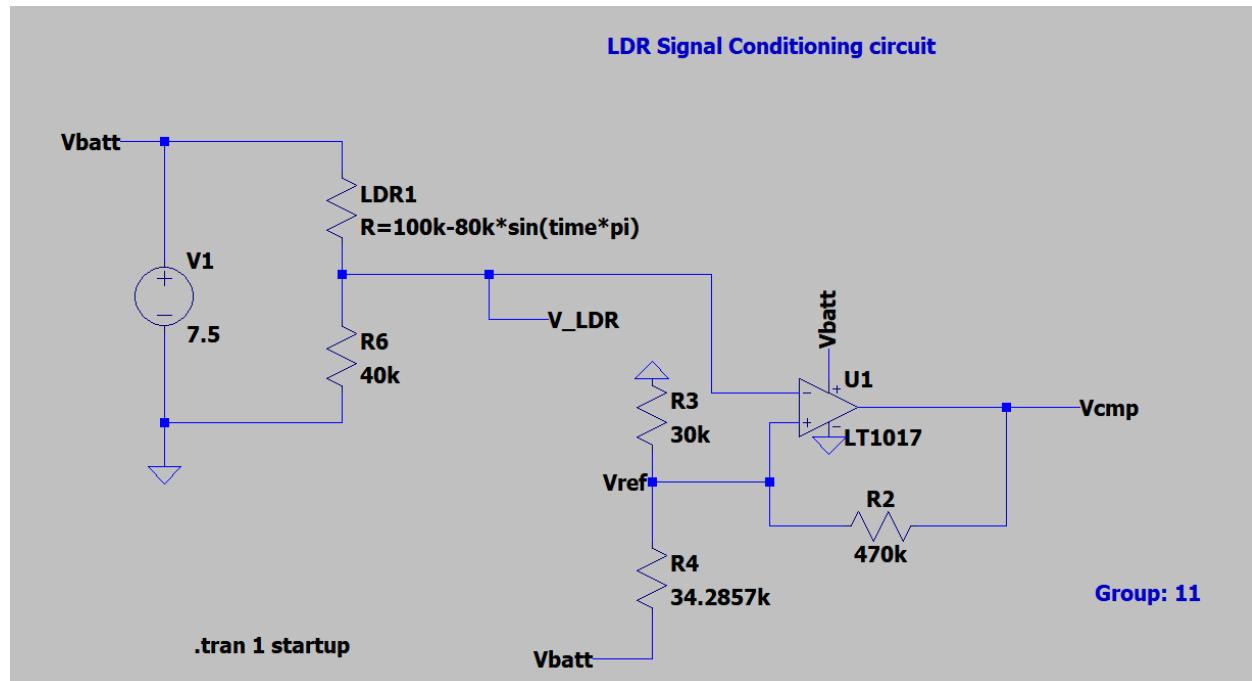 LDR Signal Conditioning circuit
Vbatt
LDR1
R=100k-80k*sin(time*pi)
V1
7.5
V_LDR
R6
40k
Vbatt
U1
LT1017
R3
30k
Vcmp
Vref
R2
470k
R4
34.2857k
Group: 11
.tran 1 startup
Vbatt